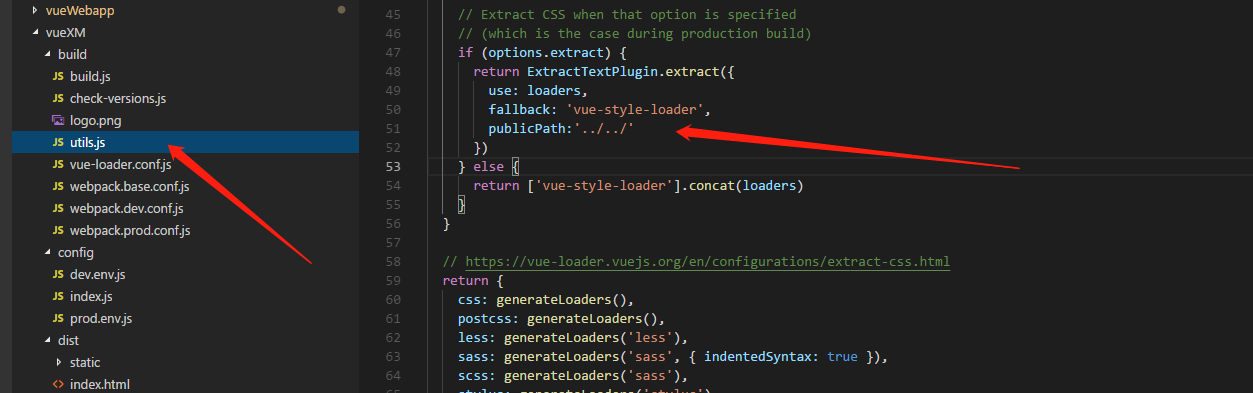 vueWebapp
vueXM
build
JS build.js
JS check-versions.js
logo.png
JS utils.js
JS vue-loader.conf.js
JS webpack.base.conf.js
JS webpack.dev.conf.js
JS webpack.prod.conf.js
config
JS dev.env.js
JS index.js
JS prod.env.js
dist
static
<> index.html
45 // Extract CSS when that option is specified
46 // (which is the case during production build)
47 if (options.extract) {
48 return ExtractTextPlugin.extract({
49 use: loaders,
50 fallback: 'vue-style-loader',
51 publicPath:'../../'
52 })
53 } else {
54 return ['vue-style-loader'].concat(loaders)
55 }
56 }
57
58 // https://vue-loader.vuejs.org/en/configurations/extract-css.html
59 return {
60 css: generateLoaders(),
61 postcss: generateLoaders(),
62 less: generateLoaders('less'),
63 sass: generateLoaders('sass', { indentedSyntax: true }),
64 scss: generateLoaders('sass'),